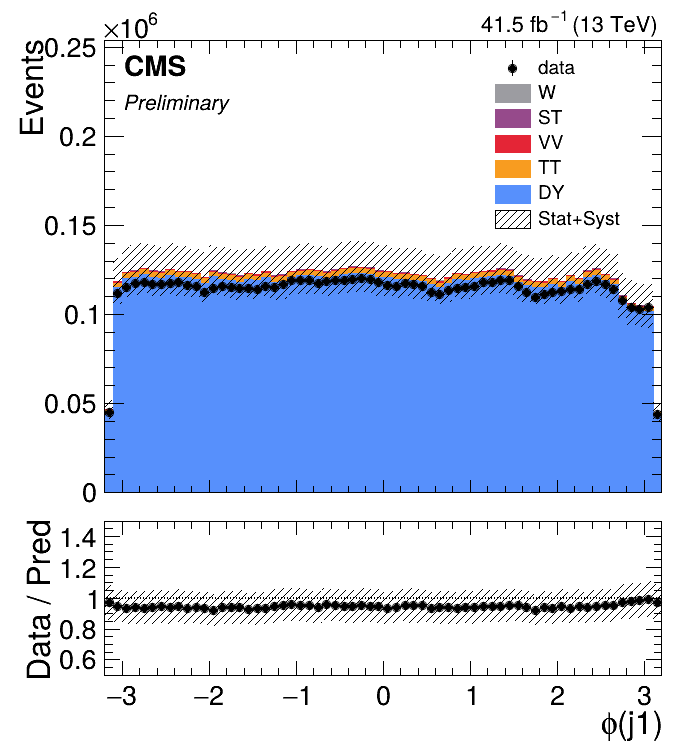 ×10⁶
41.5 fb⁻¹ (13 TeV)
Events
0.25
0.2
0.15
0.1
0.05
0
CMS
Preliminary
data
W
ST
VV
TT
DY
Stat+Syst
Data / Pred
1.4
1.2
1
0.8
0.6
−3 −2 −1 0 1 2 3
ϕ(j1)